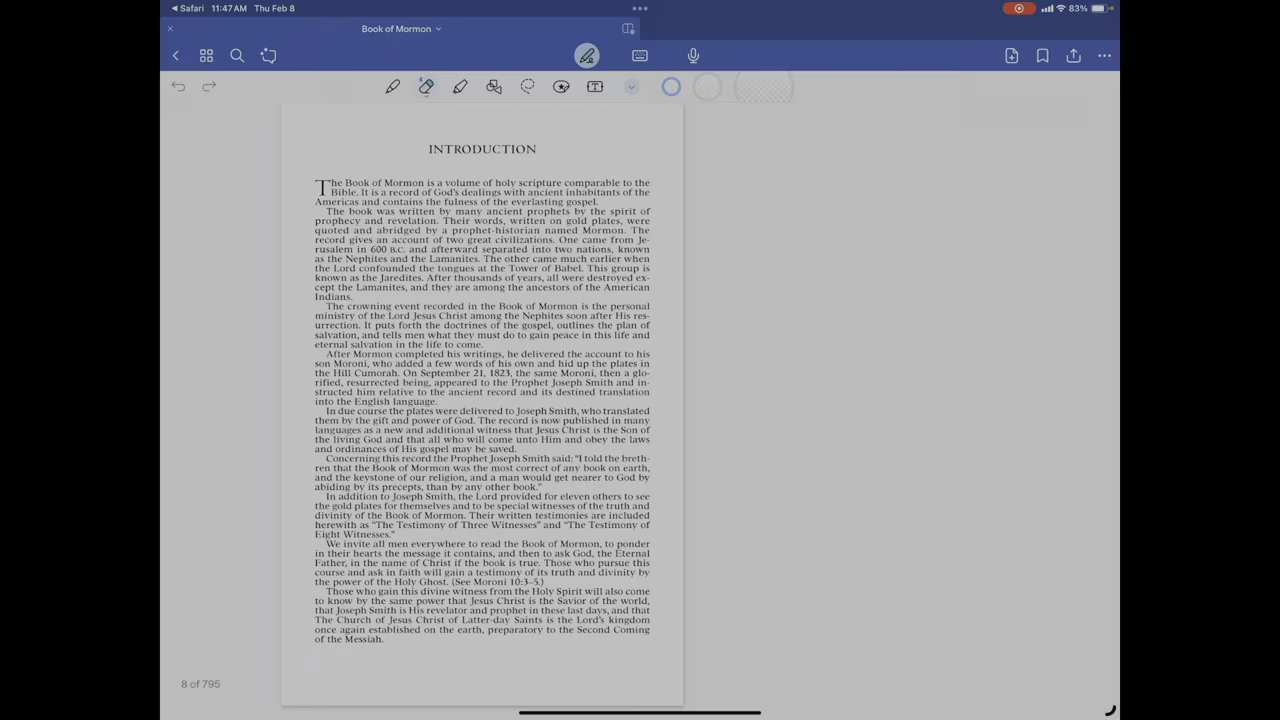 Safari 11:47 AM Thu Feb 8 83%
Book of Mormon
INTRODUCTION
The Book of Mormon is a volume of holy scripture comparable to the
Bible. It is a record of God's dealings with ancient inhabitants of the
Americas and contains the fulness of the everlasting gospel.
The book was written by many ancient prophets by the spirit of
prophecy and revelation. Their words, written on gold plates, were
quoted and abridged by a prophet-historian named Mormon. The
record gives an account of two great civilizations. One came from Je-
rusalem in 600 B.C. and afterward separated into two nations, known
as the Nephites and the Lamanites. The other came much earlier when
the Lord confounded the tongues at the Tower of Babel. This group is
known as the Jaredites. After thousands of years, all were destroyed ex-
cept the Lamanites, and they are among the ancestors of the American
Indians.
The crowning event recorded in the Book of Mormon is the personal
ministry of the Lord Jesus Christ among the Nephites soon after His res-
urrection. It puts forth the doctrines of the gospel, outlines the plan of
salvation, and tells men what they must do to gain peace in this life and
eternal salvation in the life to come.
After Mormon completed his writings, he delivered the account to his
son Moroni, who added a few words of his own and hid up the plates in
the Hill Cumorah. On September 21, 1823, the same Moroni, then a glo-
rified, resurrected being, appeared to the Prophet Joseph Smith and in-
structed him relative to the ancient record and its destined translation
into the English language.
In due course the plates were delivered to Joseph Smith, who translated
them by the gift and power of God. The record is now published in many
languages as a new and additional witness that Jesus Christ is the Son of
the living God and that all who will come unto Him and obey the laws
and ordinances of His gospel may be saved.
Concerning this record the Prophet Joseph Smith said: "I told the breth-
ren that the Book of Mormon was the most correct of any book on earth,
and the keystone of our religion, and a man would get nearer to God by
abiding by its precepts, than by any other book."
In addition to Joseph Smith, the Lord provided for eleven others to see
the gold plates for themselves and to be special witnesses of the truth and
divinity of the Book of Mormon. Their written testimonies are included
herewith as "The Testimony of Three Witnesses" and "The Testimony of
Eight Witnesses."
We invite all men everywhere to read the Book of Mormon, to ponder
in their hearts the message it contains, and then to ask God, the Eternal
Father, in the name of Christ if the book is true. Those who pursue this
course and ask in faith will gain a testimony of its truth and divinity by
the power of the Holy Ghost. (See Moroni 10:3–5.)
Those who gain this divine witness from the Holy Spirit will also come
to know by the same power that Jesus Christ is the Savior of the world,
that Joseph Smith is His revelator and prophet in these last days, and that
The Church of Jesus Christ of Latter-day Saints is the Lord's kingdom
once again established on the earth, preparatory to the Second Coming
of the Messiah.
8 of 795